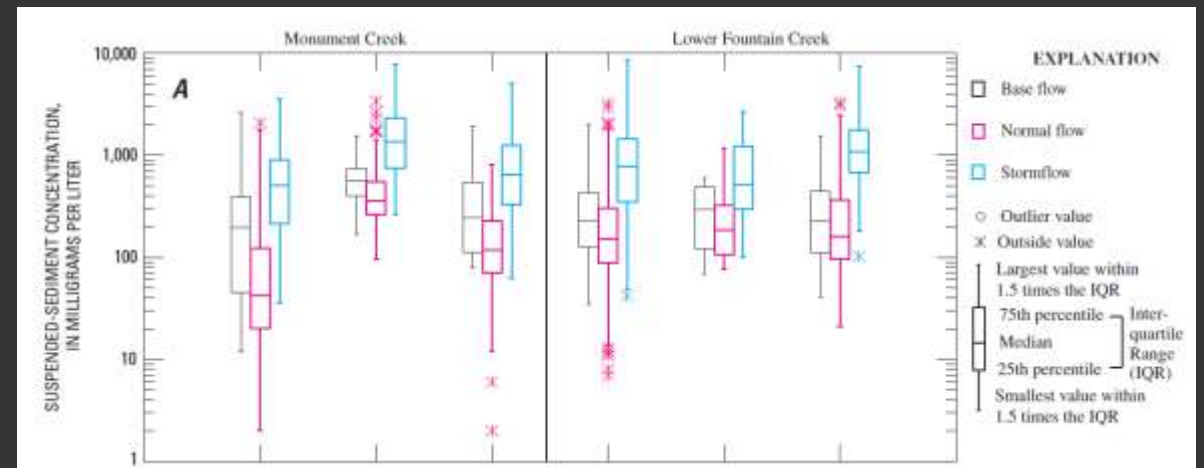 Monument Creek
Lower Fountain Creek
A
SUSPENDED-SEDIMENT CONCENTRATION,
IN MILLIGRAMS PER LITER
10,000
1,000
100
10
1
EXPLANATION
Base flow
Normal flow
Stormflow
Outlier value
Outside value
Largest value within
1.5 times the IQR
75th percentile
Median
25th percentile
Inter-
quartile
Range
(IQR)
Smallest value within
1.5 times the IQR